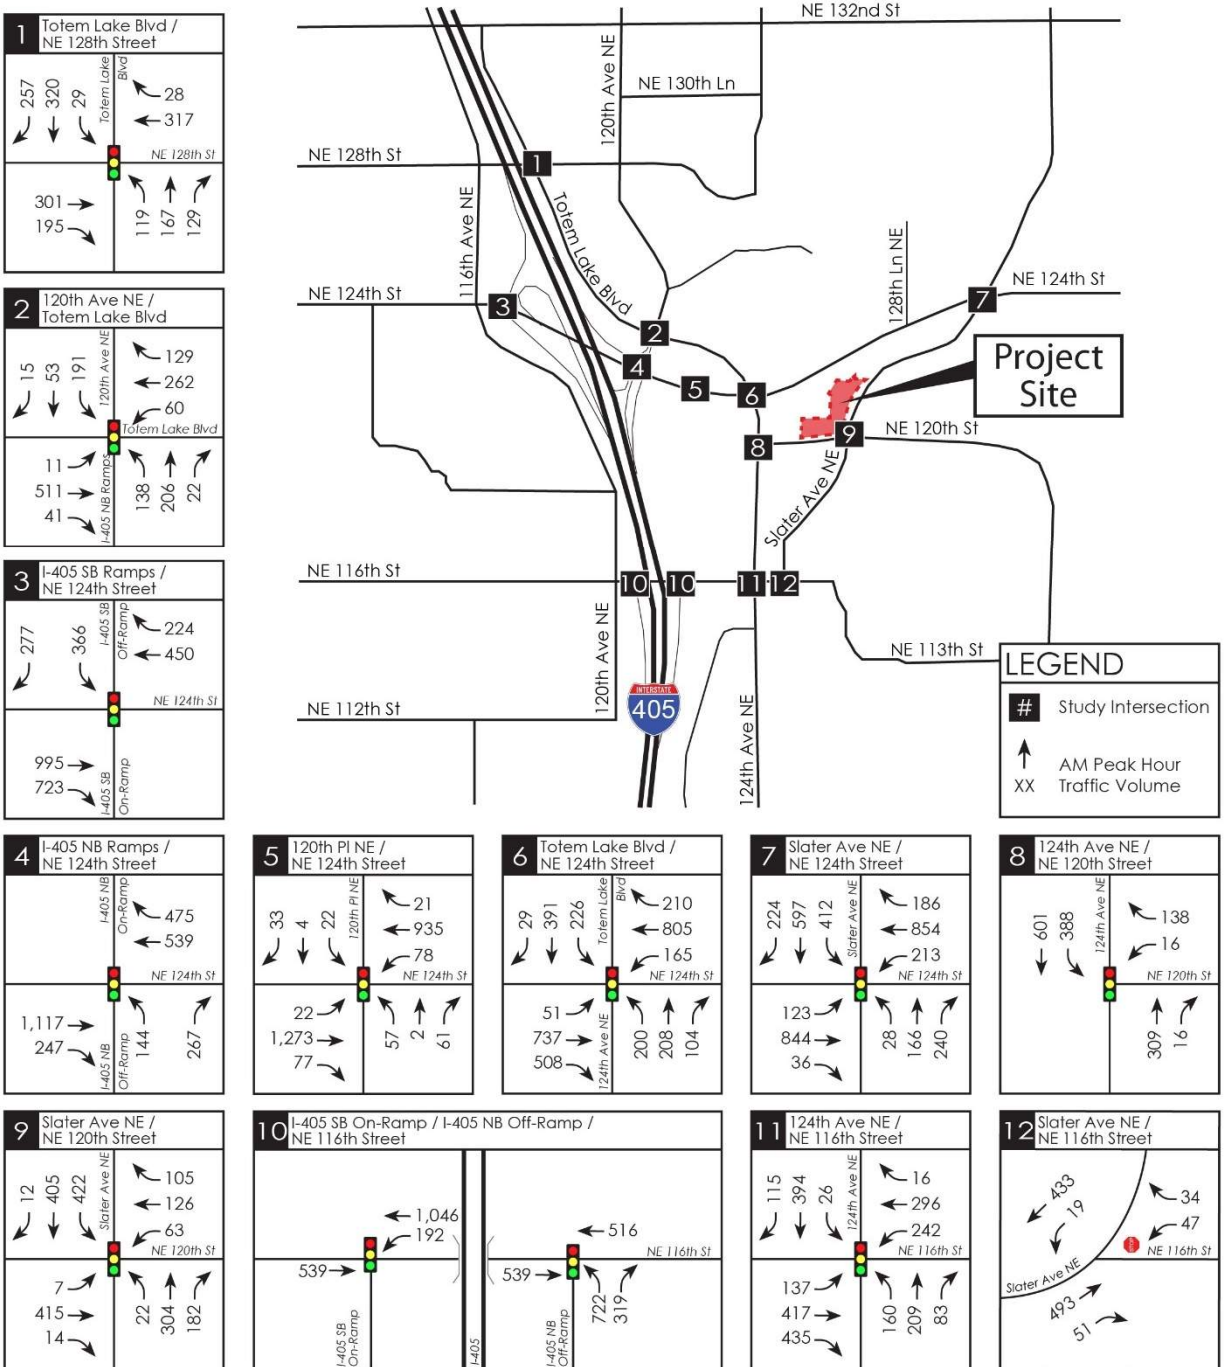 1
Totem Lake Blvd /
NE 128th Street
257
320
29
Totem Lake
Blvd
28
317
NE 128th St
301
195
119
167
129
2
120th Ave NE /
Totem Lake Blvd
15
53
191
120th Ave NE
129
262
60
Totem Lake Blvd
11
511
41
I-405 NB Ramps
138
206
22
3
I-405 SB Ramps /
NE 124th Street
277
366
I-405 SB
Off-Ramp
224
450
NE 124th St
995
723
I-405 SB
On-Ramp
NE 132nd St
120th Ave NE
NE 130th Ln
NE 128th St
1
116th Ave NE
Totem Lake Blvd
128th Ln NE
NE 124th St
3
7
NE 124th St
2
4
5
6
Project
Site
8
9
NE 120th St
Slater Ave NE
NE 116th St
10
10
11
12
120th Ave NE
NE 113th St
NE 112th St
INTERSTATE
405
124th Ave NE
LEGEND
#
Study Intersection
XX
AM Peak Hour
Traffic Volume
4
I-405 NB Ramps /
NE 124th Street
I-405 NB
On-Ramp
475
539
NE 124th St
1,117
247
I-405 NB
Off-Ramp
144
267
5
120th Pl NE /
NE 124th Street
33
4
22
120th Pl NE
21
935
78
NE 124th St
22
1,273
77
57
2
61
6
Totem Lake Blvd /
NE 124th Street
29
391
226
Totem Lake
Blvd
210
805
165
NE 124th St
51
737
508
124th Ave NE
200
208
104
7
Slater Ave NE /
NE 124th Street
224
597
412
Slater Ave NE
186
854
213
NE 124th St
123
844
36
28
166
240
8
124th Ave NE /
NE 120th Street
601
388
124th Ave NE
138
16
NE 120th St
309
16
9
Slater Ave NE /
NE 120th Street
12
405
422
Slater Ave NE
105
126
63
NE 120th St
7
415
14
22
304
182
10
I-405 SB On-Ramp / I-405 NB Off-Ramp /
NE 116th Street
1,046
192
539
I-405 SB
On-Ramp
I-405
516
NE 116th St
539
722
319
I-405 NB
Off-Ramp
11
124th Ave NE /
NE 116th Street
115
394
26
124th Ave NE
16
296
242
NE 116th St
137
417
435
160
209
83
12
Slater Ave NE /
NE 116th Street
433
19
34
47
NE 116th St
Slater Ave NE
493
51